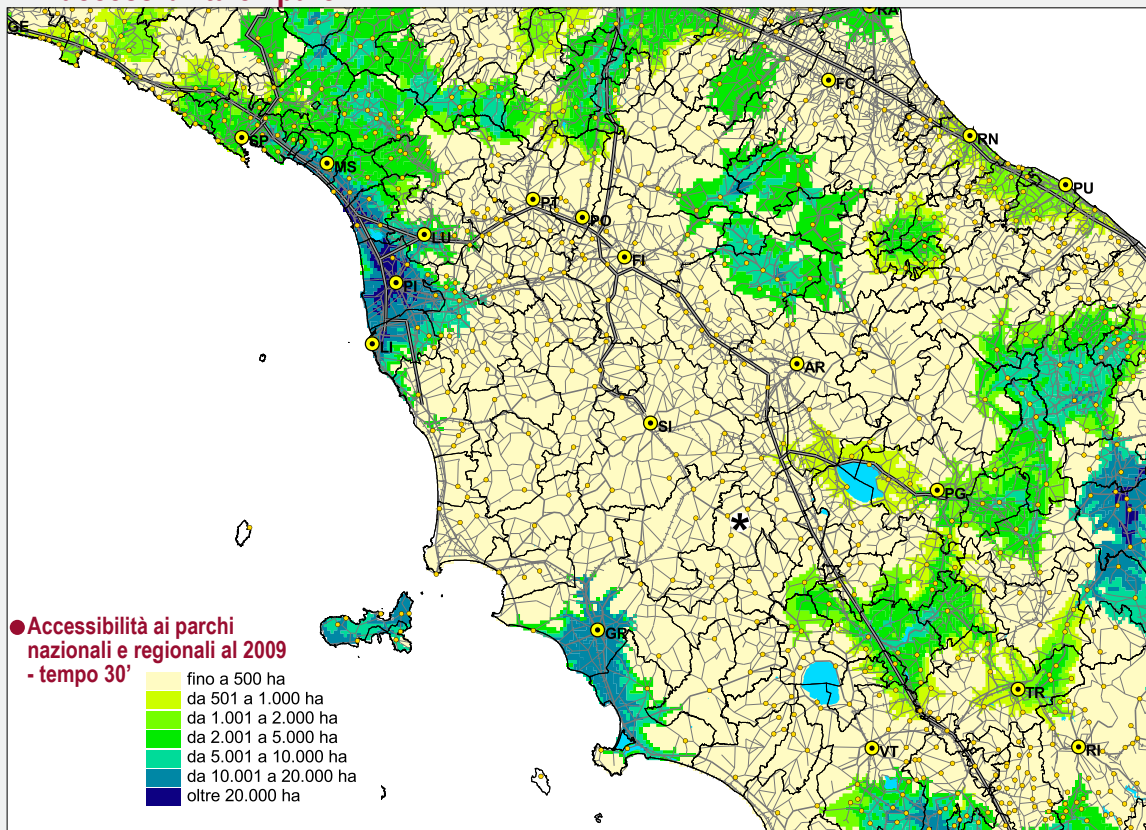 GE
RA
FC
SP
RN
MS
PU
PT
PO
LU
FI
PI
LI
AR
SI
PG
*
● Accessibilità ai parchi
nazionali e regionali al 2009
- tempo 30'
GR
fino a 500 ha
da 501 a 1.000 ha
da 1.001 a 2.000 ha
da 2.001 a 5.000 ha
da 5.001 a 10.000 ha
da 10.001 a 20.000 ha
oltre 20.000 ha
TR
VT
RI